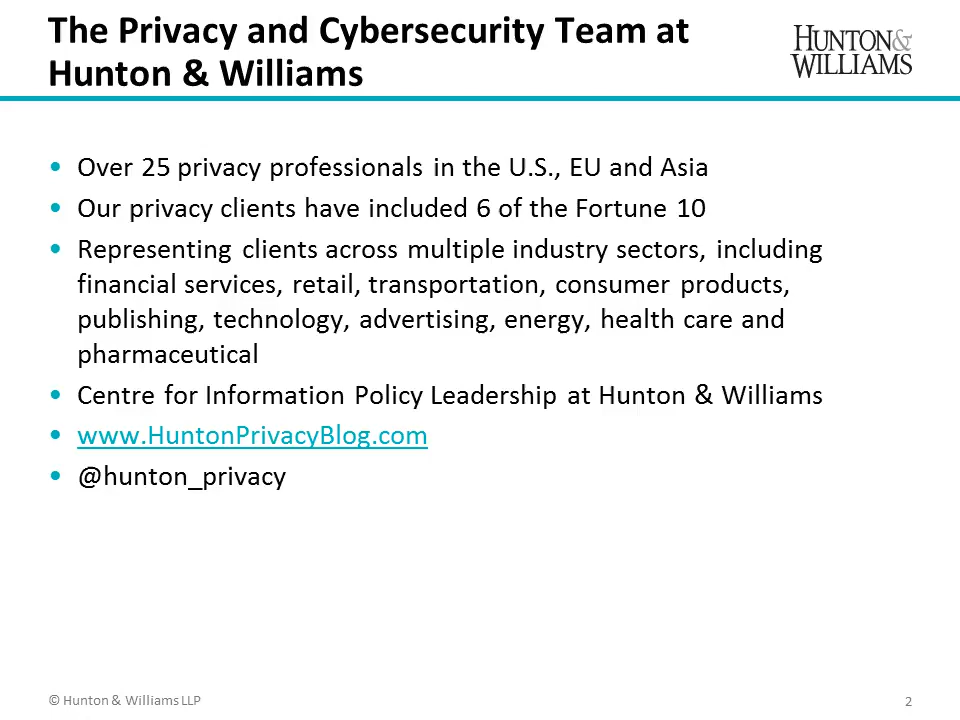 The Privacy and Cybersecurity Team at
Hunton & Williams
HUNTON&
WILLIAMS
• Over 25 privacy professionals in the U.S., EU and Asia
• Our privacy clients have included 6 of the Fortune 10
• Representing clients across multiple industry sectors, including
financial services, retail, transportation, consumer products,
publishing, technology, advertising, energy, health care and
pharmaceutical
• Centre for Information Policy Leadership at Hunton & Williams
• www.HuntonPrivacyBlog.com
• @hunton_privacy
© Hunton & Williams LLP
2